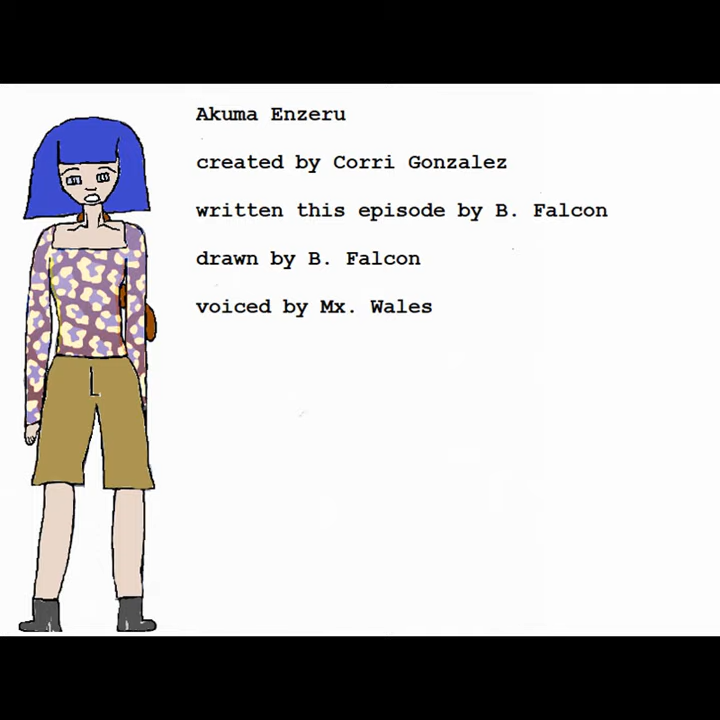 Akuma Enzeru
created by Corri Gonzalez
written this episode by B. Falcon
drawn by B. Falcon
voiced by Mx. Wales